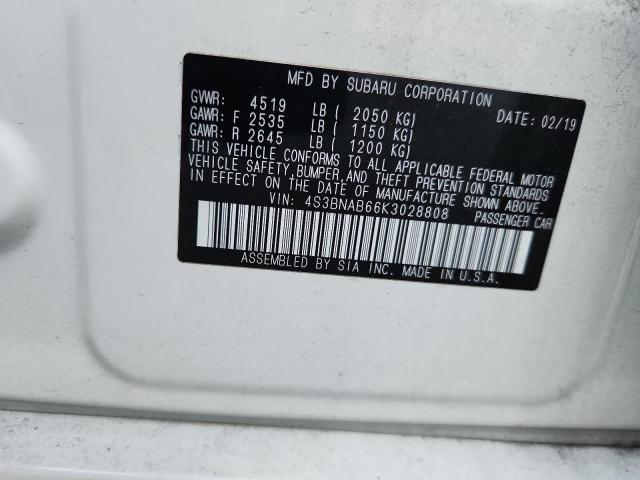 MFD BY SUBARU CORPORATION
GVWR: 4519 LB ( 2050 KG) DATE: 02/19
GAWR: F 2535 LB ( 1150 KG)
GAWR: R 2645 LB ( 1200 KG)
THIS VEHICLE CONFORMS TO ALL APPLICABLE FEDERAL MOTOR
VEHICLE SAFETY, BUMPER, AND THEFT PREVENTION STANDARDS
IN EFFECT ON THE DATE OF MANUFACTURE SHOWN ABOVE.
VIN: 4S3BNAB66K3028808 PASSENGER CAR
ASSEMBLED BY SIA INC. MADE IN U.S.A.